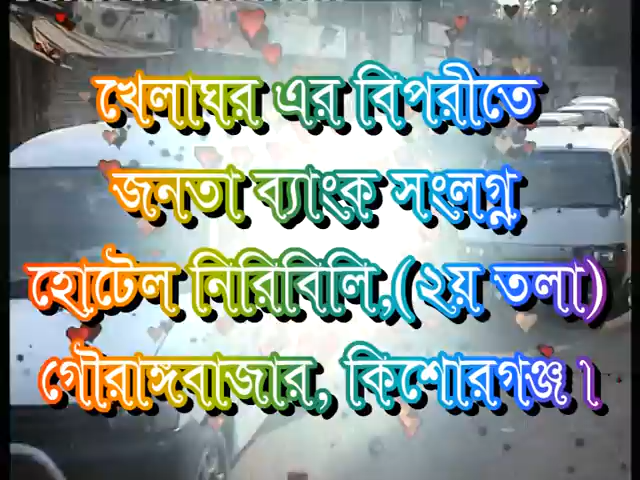 খেলাঘর এর বিপরীতে
জনতা ব্যাংক সংলগ্ন
হোটেল নিরিবিলি,(২য় তলা)
গৌরাঙ্গবাজার, কিশোরগঞ্জ।